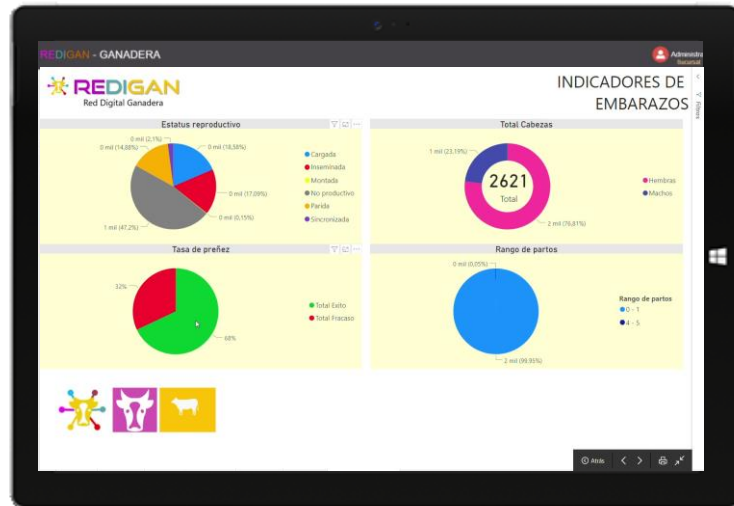 REDIGAN - GANADERA
Administra
Sucursal
REDIGAN
Red Digital Ganadera
INDICADORES DE
EMBARAZOS
Filtros
Estatus reproductivo
0 mil (2,1%)
0 mil (14,88%)
0 mil (18,58%)
0 mil (17,09%)
0 mil (0,15%)
1 mil (47,2%)
Cargada
Inseminada
Montada
No productivo
Parida
Sincronizada
Total Cabezas
1 mil (23,19%)
2621
Total
2 mil (76,81%)
Hembras
Machos
Tasa de preñez
32%
68%
Total Exito
Total Fracaso
Rango de partos
0 mil (0,05%)
2 mil (99,95%)
Rango de partos
0 - 1
4 - 5
Atrás